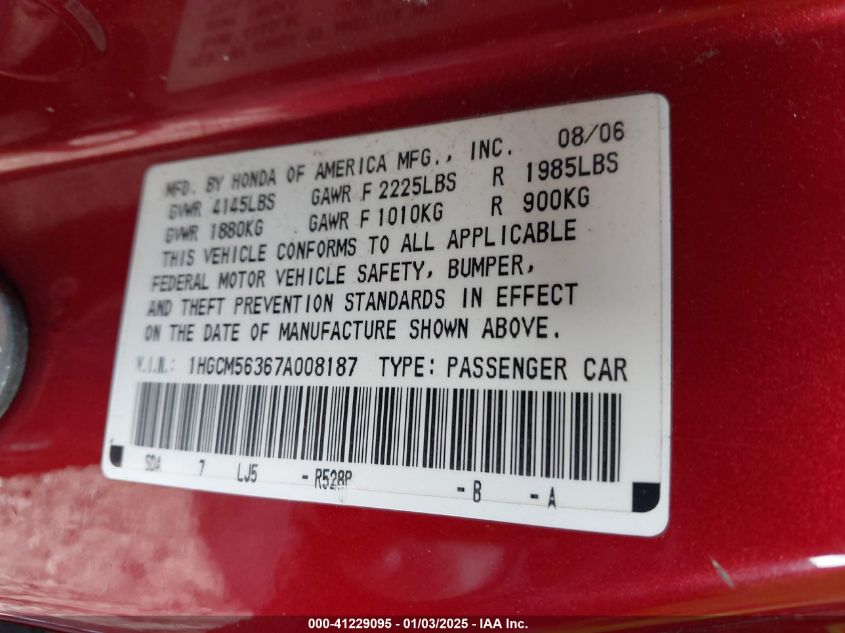 MFD. BY HONDA OF AMERICA MFG., INC. 08/06
GVWR 4145LBS GAWR F 2225LBS R 1985LBS
GVWR 1880KG GAWR F 1010KG R 900KG
THIS VEHICLE CONFORMS TO ALL APPLICABLE
FEDERAL MOTOR VEHICLE SAFETY, BUMPER,
AND THEFT PREVENTION STANDARDS IN EFFECT
ON THE DATE OF MANUFACTURE SHOWN ABOVE.
V.I.N.: 1HGCM56367A008187 TYPE: PASSENGER CAR
SDA 7 LJ5 - R528P - B - A
000-41229095 - 01/03/2025 - IAA Inc.